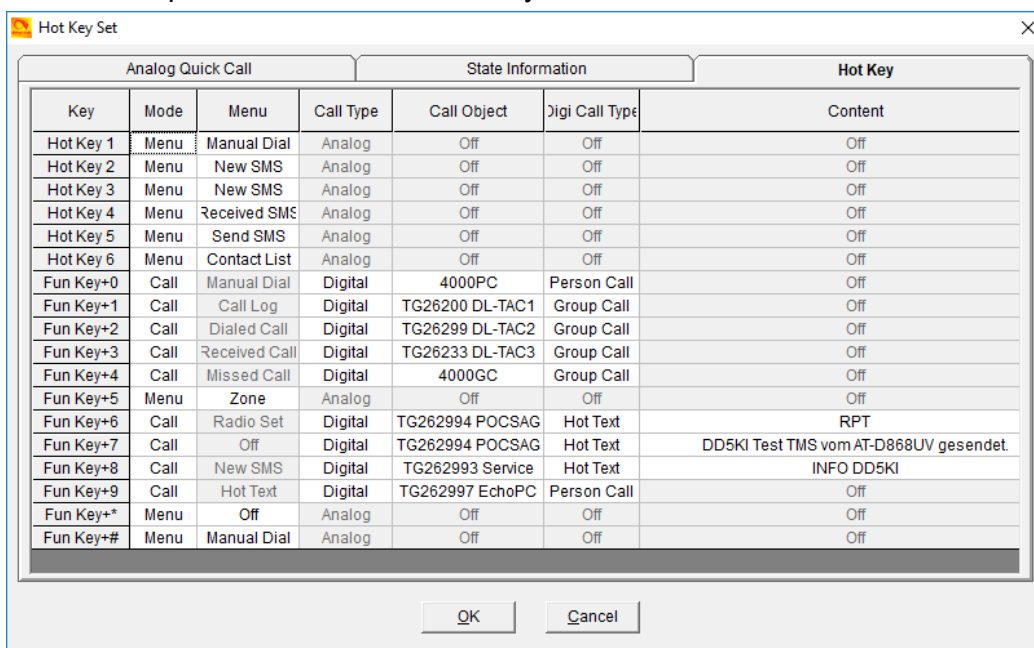 Hot Key Set
Analog Quick Call State Information Hot Key
Key Mode Menu Call Type Call Object Digi Call Type Content
Hot Key 1 Menu Manual Dial Analog Off Off Off
Hot Key 2 Menu New SMS Analog Off Off Off
Hot Key 3 Menu New SMS Analog Off Off Off
Hot Key 4 Menu Received SMS Analog Off Off Off
Hot Key 5 Menu Send SMS Analog Off Off Off
Hot Key 6 Menu Contact List Analog Off Off Off
Fun Key+0 Call Manual Dial Digital 4000PC Person Call Off
Fun Key+1 Call Call Log Digital TG26200 DL-TAC1 Group Call Off
Fun Key+2 Call Dialed Call Digital TG26299 DL-TAC2 Group Call Off
Fun Key+3 Call Received Call Digital TG26233 DL-TAC3 Group Call Off
Fun Key+4 Call Missed Call Digital 4000GC Group Call Off
Fun Key+5 Menu Zone Analog Off Off Off
Fun Key+6 Call Radio Set Digital TG262994 POCSAG Hot Text RPT
Fun Key+7 Call Off Digital TG262994 POCSAG Hot Text DD5KI Test TMS vom AT-D868UV gesendet.
Fun Key+8 Call New SMS Digital TG262993 Service Hot Text INFO DD5KI
Fun Key+9 Call Hot Text Digital TG262997 EchoPC Person Call Off
Fun Key+* Menu Off Analog Off Off Off
Fun Key+# Menu Manual Dial Analog Off Off Off
OK Cancel